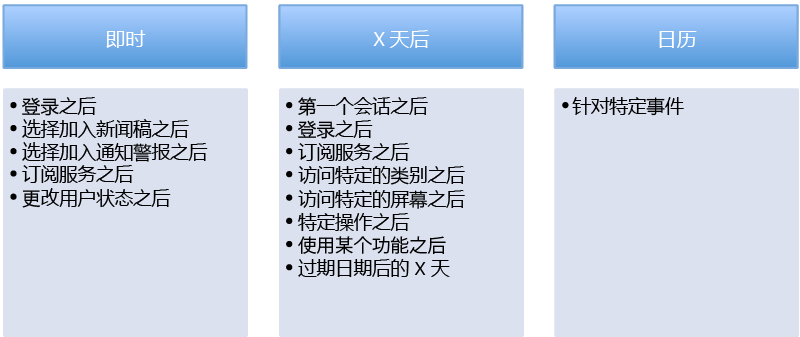 即时
• 登录之后
• 选择加入新闻稿之后
• 选择加入通知警报之后
• 订阅服务之后
• 更改用户状态之后
X 天后
• 第一个会话之后
• 登录之后
• 订阅服务之后
• 访问特定的类别之后
• 访问特定的屏幕之后
• 特定操作之后
• 使用某个功能之后
• 过期日期后的 X 天
日历
• 针对特定事件